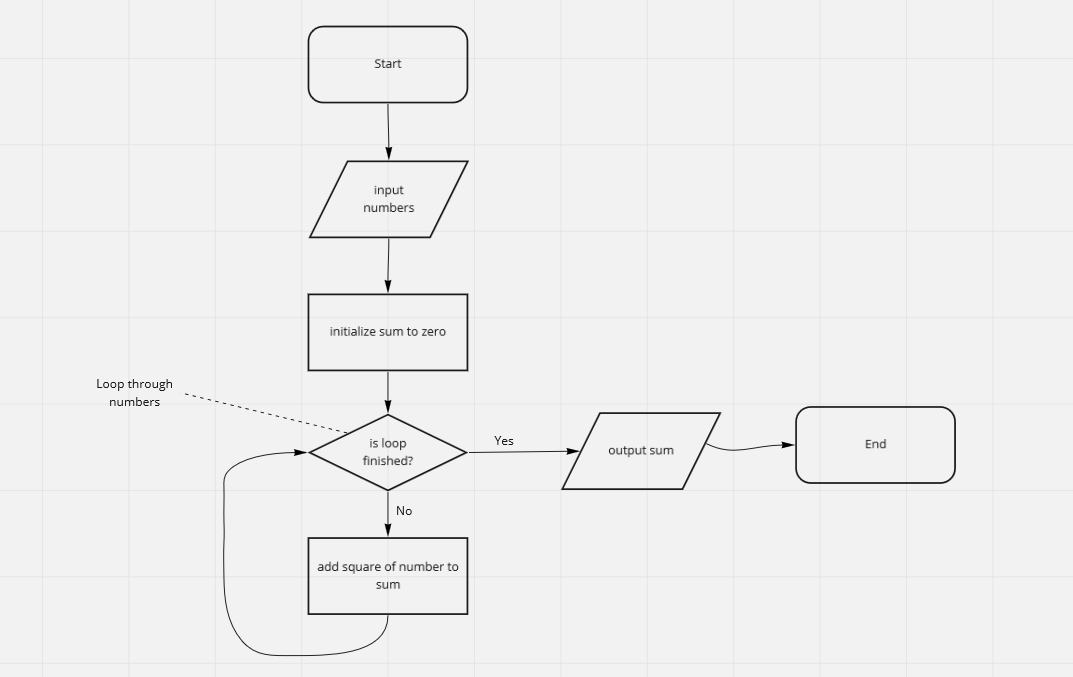 Start
input
numbers
initialize sum to zero
Loop through
numbers
is loop
finished?
Yes
output sum
End
No
add square of number to
sum